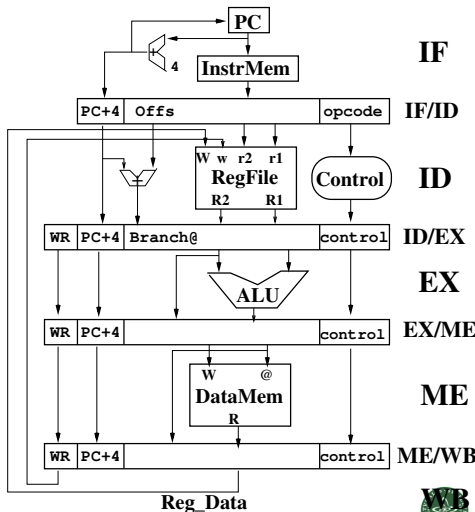 PC
IF
4
InstrMem
PC+4 Offs opcode IF/ID
W w r2 r1
RegFile Control ID
R2 R1
WR PC+4 Branch@ control ID/EX
EX
ALU
WR PC+4 control EX/ME
W @
DataMem ME
R
WR PC+4 control ME/WB
Reg_Data WB